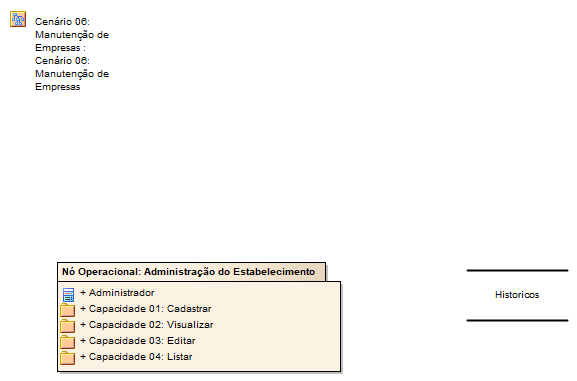 Cenário 06:
Manutenção de
Empresas :
Cenário 06:
Manutenção de
Empresas
Nó Operacional: Administração do Estabelecimento
+ Administrador
+ Capacidade 01: Cadastrar
+ Capacidade 02: Visualizar
+ Capacidade 03: Editar
+ Capacidade 04: Listar
Historicos